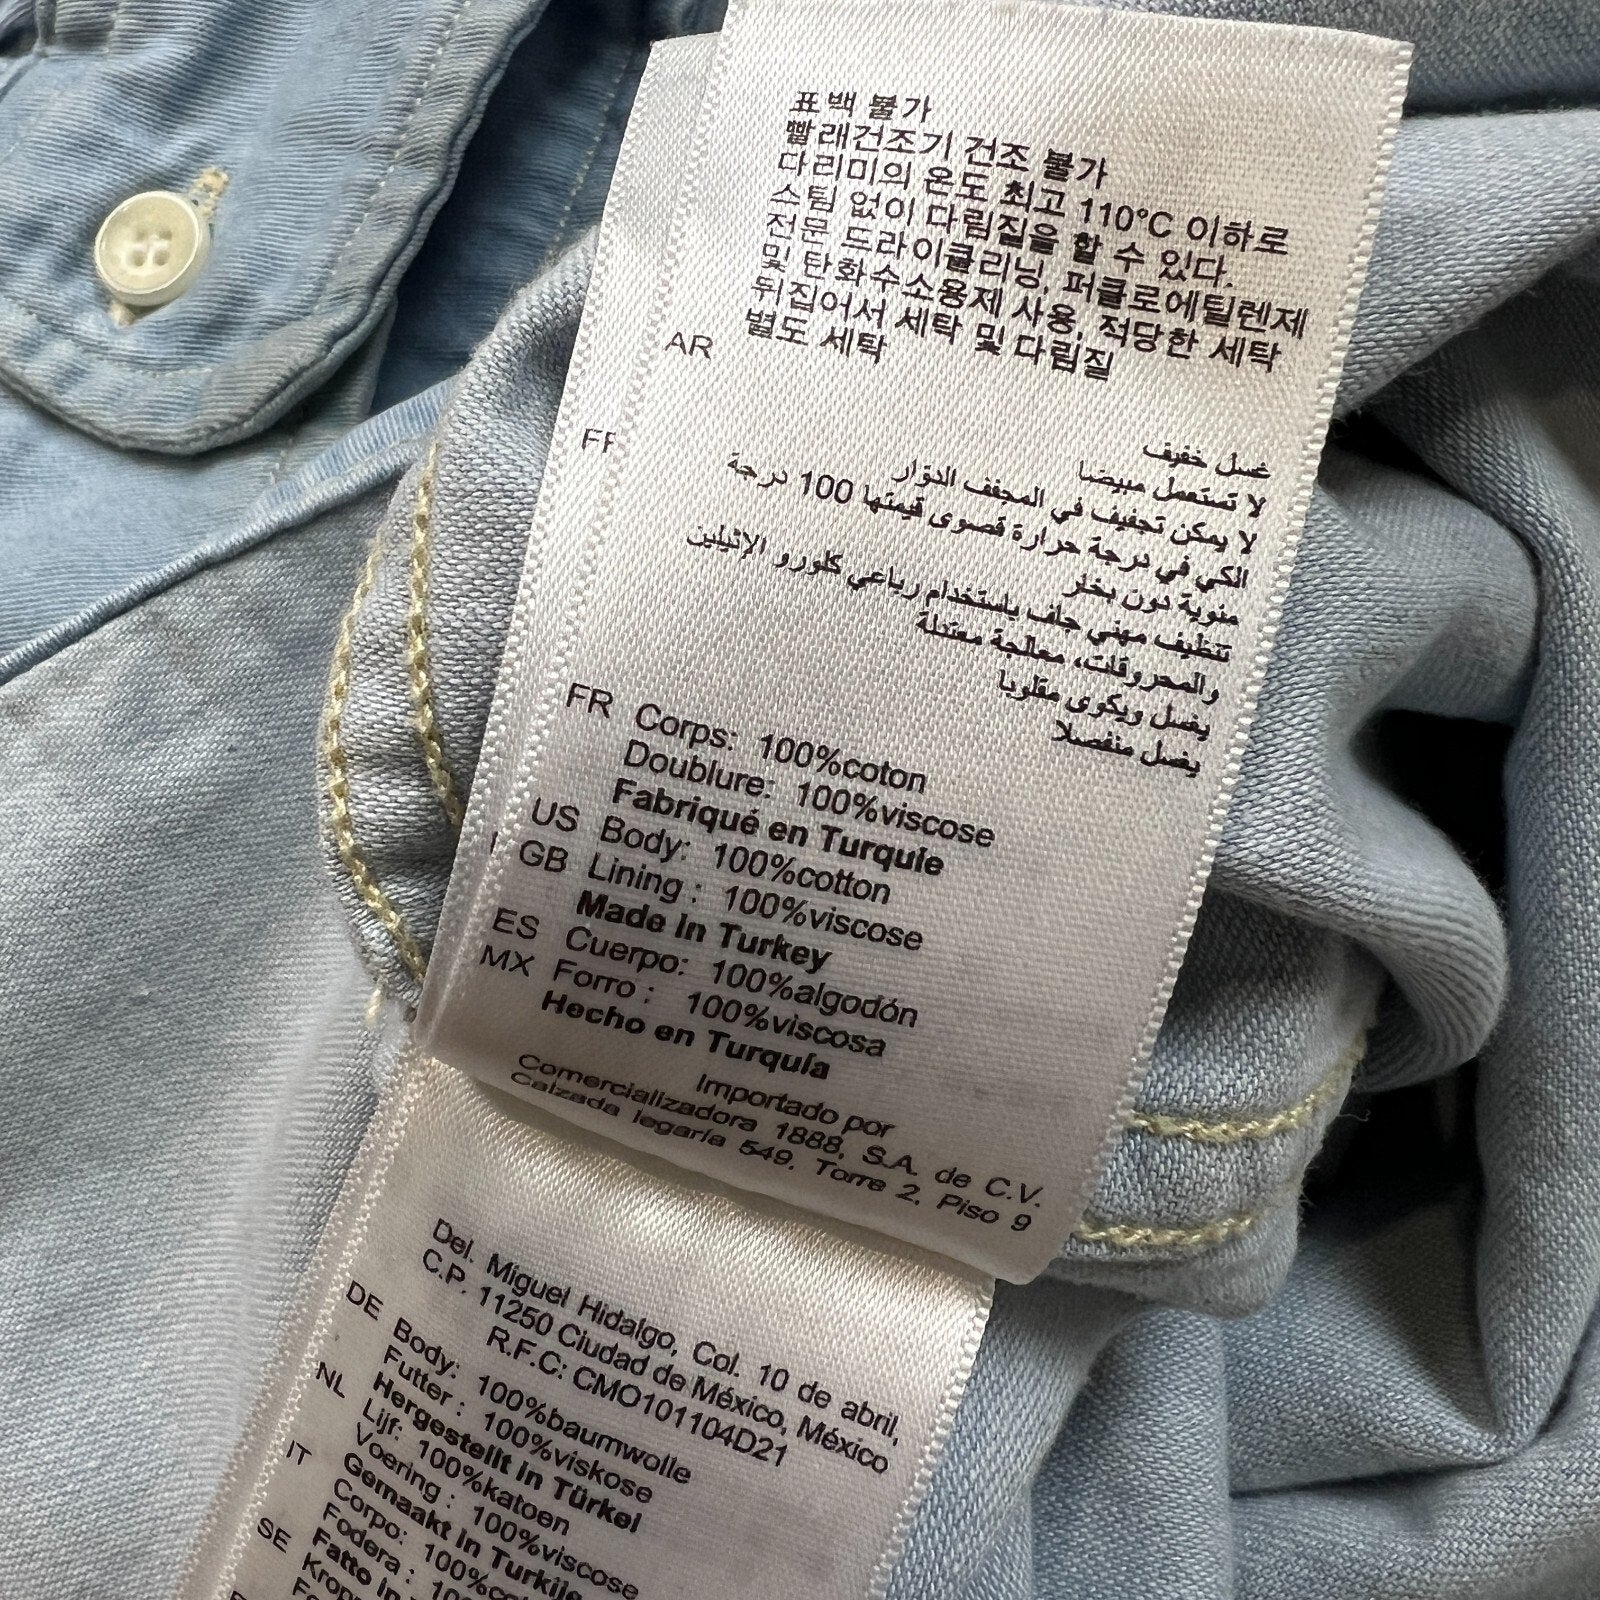 표백 불가
빨래건조기 건조 불가
다리미의 온도 최고 110°C 이하로
스팀 없이 다림질을 할 수 있다.
전문 드라이클리닝, 퍼클로에틸렌제
및 탄화수소용제 사용, 적당한 세탁
뒤집어서 세탁 및 다림질
별도 세탁
AR
غسل خفيف
لا تستعمل مبيضا
لا يمكن تجفيف في المجفف الدوّار
الكي في درجة حرارة قصوى قيمتها 100 درجة
منوية دون بخار
تنظيف مهني جاف باستخدام رباعي كلورو الإثيلين
والمحروقات، معالجة معتدلة
يغسل ويكوى مقلوبا
يغسل منفصلا
FR Corps: 100%coton
Doublure: 100%viscose
Fabriqué en Turquie
US Body: 100%cotton
GB Lining : 100%viscose
Made In Turkey
ES Cuerpo: 100%algodón
MX Forro : 100%viscosa
Hecho en Turquía
Importado por
Comercializadora 1888, S.A. de C.V.
Calzada legaria 549, Torre 2, Piso 9
Del. Miguel Hidalgo, Col. 10 de abril,
C.P. 11250 Ciudad de México, México
R.F.C: CMO101104D21
DE Body: 100%baumwolle
Futter : 100%viskose
Hergestellt In Türkei
NL Lijf: 100%katoen
Voering : 100%viscose
Gemaakt In Turkije
IT Corpo: 100%
Fodera :
Fatto In
SE